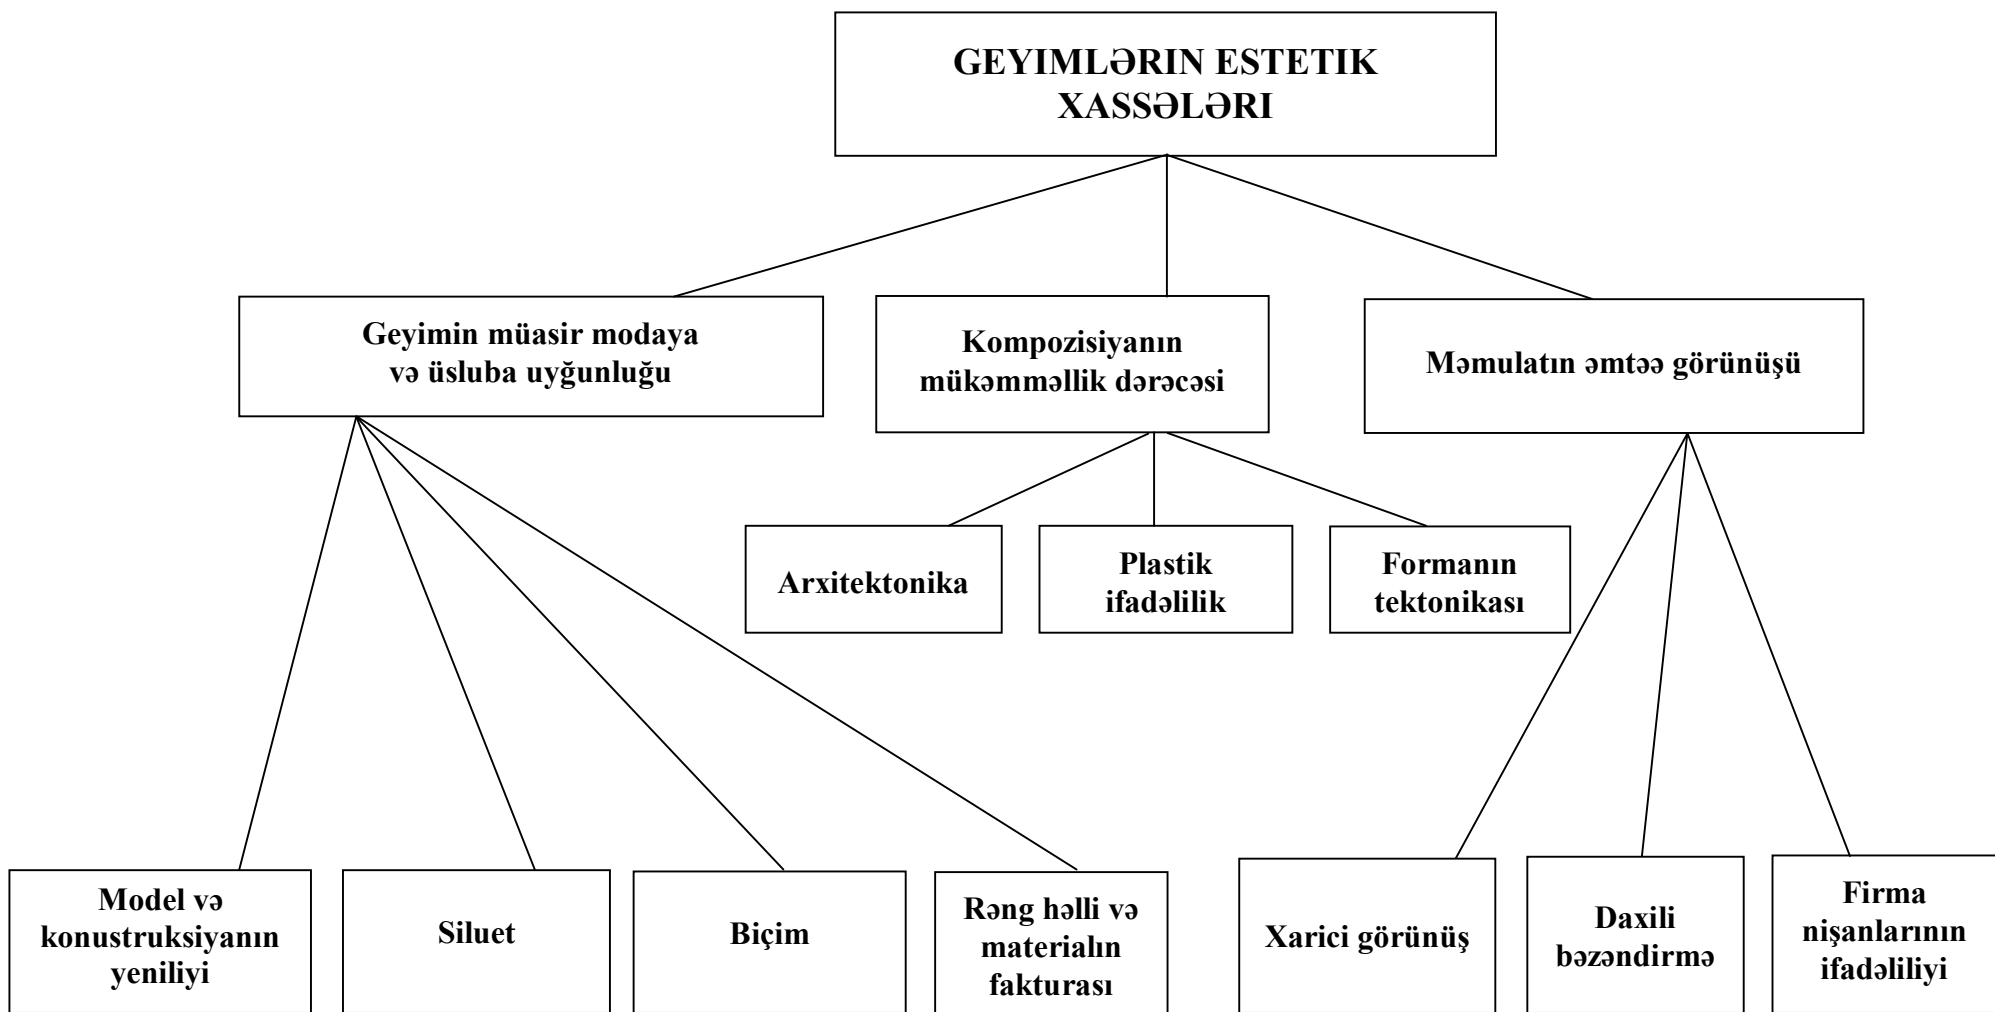 GEYIMLƏRIN ESTETIK
XASSƏLƏRI
Geyimin müasir modaya
və üsluba uyğunluğu
Kompozisiyanın
mükəmməllik dərəcəsi
Məmulatın əmtəə görünüşü
Arxitektonika
Plastik
ifadəlilik
Formanın
tektonikası
Model və
konustruksiyanın
yeniliyi
Siluet
Biçim
Rəng həlli və
materialın
fakturası
Xarici görünüş
Daxili
bəzəndirmə
Firma
nişanlarının
ifadəliliyi